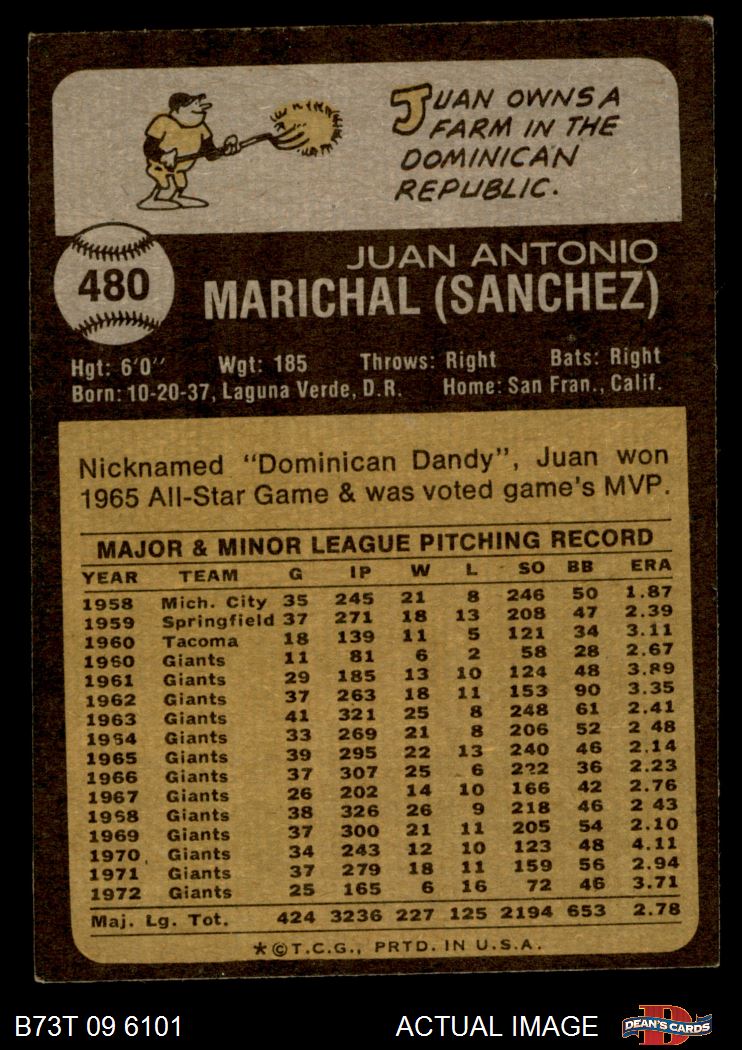 JUAN OWNS A
FARM IN THE
DOMINICAN
REPUBLIC.
480
JUAN ANTONIO
MARICHAL (SANCHEZ)
Hgt: 6'0'' Wgt: 185 Throws: Right Bats: Right
Born: 10-20-37, Laguna Verde, D.R. Home: San Fran., Calif.
Nicknamed "Dominican Dandy", Juan won
1965 All-Star Game & was voted game's MVP.
MAJOR & MINOR LEAGUE PITCHING RECORD
YEAR TEAM G IP W L SO BB ERA
1958 Mich. City 35 245 21 8 246 50 1.87
1959 Springfield 37 271 18 13 208 47 2.39
1960 Tacoma 18 139 11 5 121 34 3.11
1960 Giants 11 81 6 2 58 28 2.67
1961 Giants 29 185 13 10 124 48 3.89
1962 Giants 37 263 18 11 153 90 3.35
1963 Giants 41 321 25 8 248 61 2.41
1964 Giants 33 269 21 8 206 52 2 48
1965 Giants 39 295 22 13 240 46 2.14
1966 Giants 37 307 25 6 222 36 2.23
1967 Giants 26 202 14 10 166 42 2.76
1968 Giants 38 326 26 9 218 46 2 43
1969 Giants 37 300 21 11 205 54 2.10
1970 Giants 34 243 12 10 123 48 4.11
1971 Giants 37 279 18 11 159 56 2.94
1972 Giants 25 165 6 16 72 46 3.71
Maj. Lg. Tot. 424 3236 227 125 2194 653 2.78
*©T.C.G., PRTD. IN U.S.A.
B73T 09 6101 ACTUAL IMAGE D DEAN'S CARDS